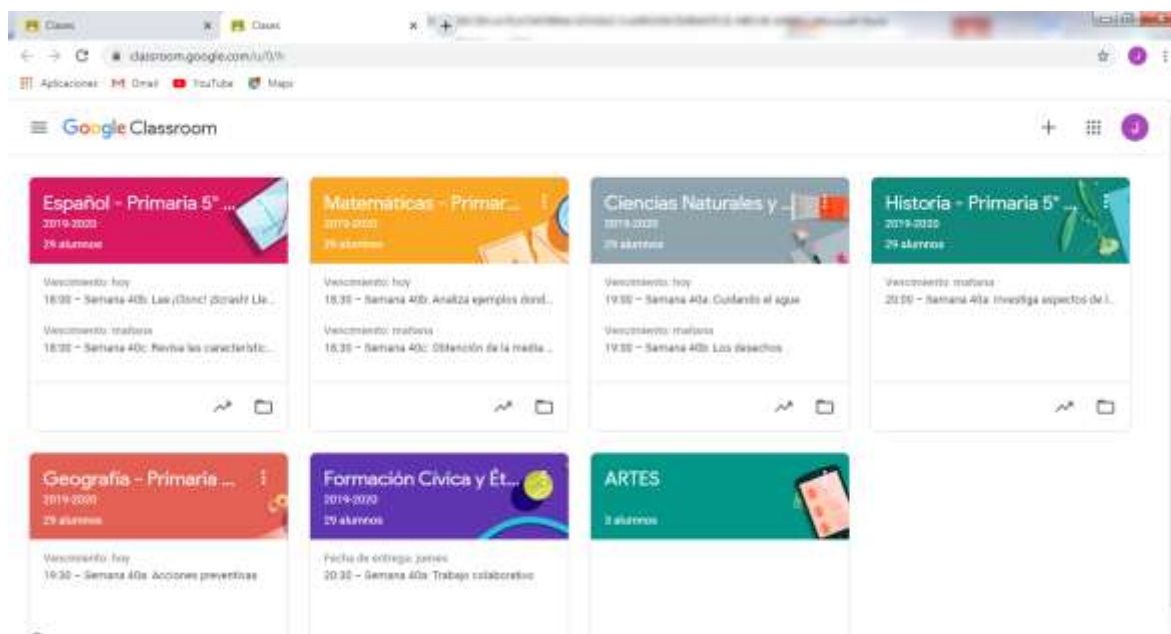 Clases
Clases
classroom.google.com/u/0/h
Aplicaciones Gmail YouTube Maps
Google Classroom
J
Español - Primaria 5° ...
2019-2020
29 alumnos
Matemáticas - Primar...
2019-2020
29 alumnos
Ciencias Naturales y ...
2019-2020
29 alumnos
Historia - Primaria 5° ...
2019-2020
29 alumnos
Vencimiento: hoy
18:00 – Semana 40b: Las ¡Clonc! ¡Scrash! Lle...
Vencimiento: mañana
18:00 – Semana 40c: Revisa las característic...
Vencimiento: hoy
18:30 – Semana 40b: Analiza ejemplos dond...
Vencimiento: mañana
18:30 – Semana 40c: Obtención de la media ...
Vencimiento: hoy
19:00 – Semana 40a: Cuidando el agua
Vencimiento: mañana
19:00 – Semana 40b: Los desechos
Vencimiento: mañana
20:00 – Semana 40a: Investiga aspectos de l...
Geografía - Primaria ...
2019-2020
29 alumnos
Formación Cívica y Ét...
2019-2020
29 alumnos
ARTES
3 alumnos
Vencimiento: hoy
19:30 – Semana 40a: Acciones preventivas
Fecha de entrega: jueves
20:30 – Semana 40a: Trabajo colaborativo